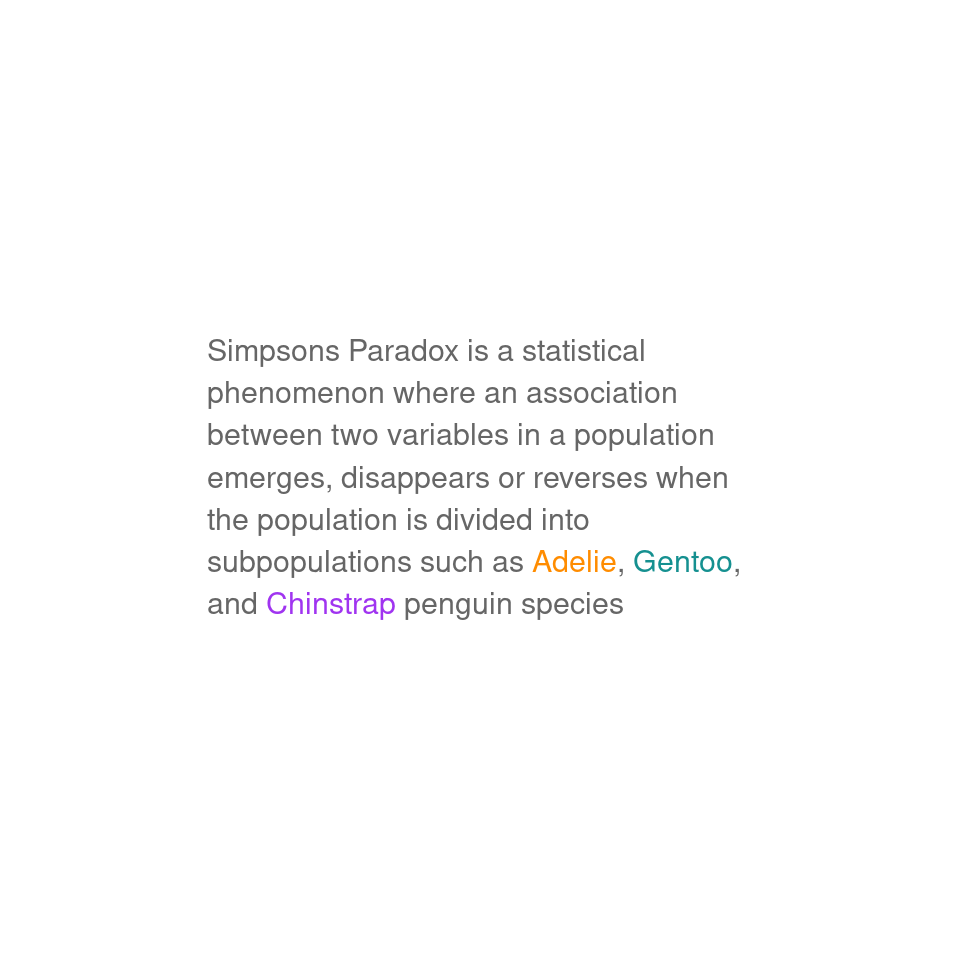 Simpsons Paradox is a statistical
phenomenon where an association
between two variables in a population
emerges, disappears or reverses when
the population is divided into
subpopulations such as Adelie, Gentoo,
and Chinstrap penguin species